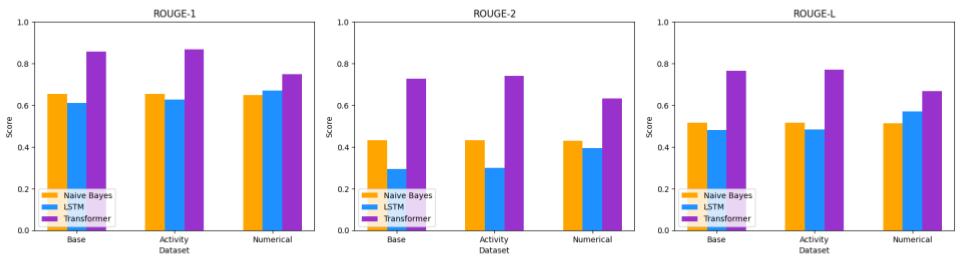 ROUGE-1
1.0
0.8
0.6
0.4
0.2
0.0
Score
Naive Bayes
LSTM
Transformer
Base Activity Numerical
Dataset
ROUGE-2
1.0
0.8
0.6
0.4
0.2
0.0
Score
Naive Bayes
LSTM
Transformer
Base Activity Numerical
Dataset
ROUGE-L
1.0
0.8
0.6
0.4
0.2
0.0
Score
Naive Bayes
LSTM
Transformer
Base Activity Numerical
Dataset